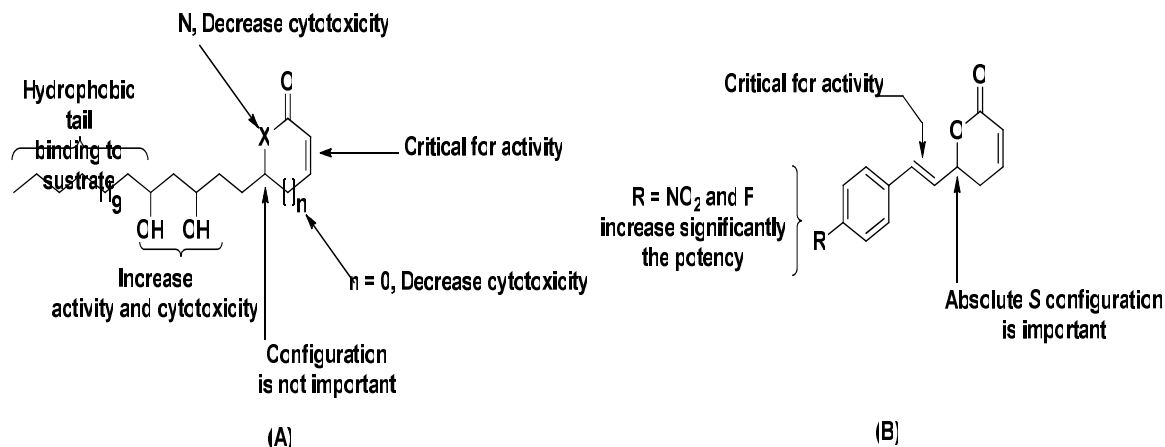 N, Decrease cytotoxicity
Hydrophobic
tail
binding to
sustrate
O
X
Critical for activity
9
n
OH
OH
Increase
activity and cytotoxicity
n = 0, Decrease cytotoxicity
Configuration
is not important
(A)
Critical for activity
O
O
R = NO2 and F
increase significantly
the potency
R
Absolute S configuration
is important
(B)